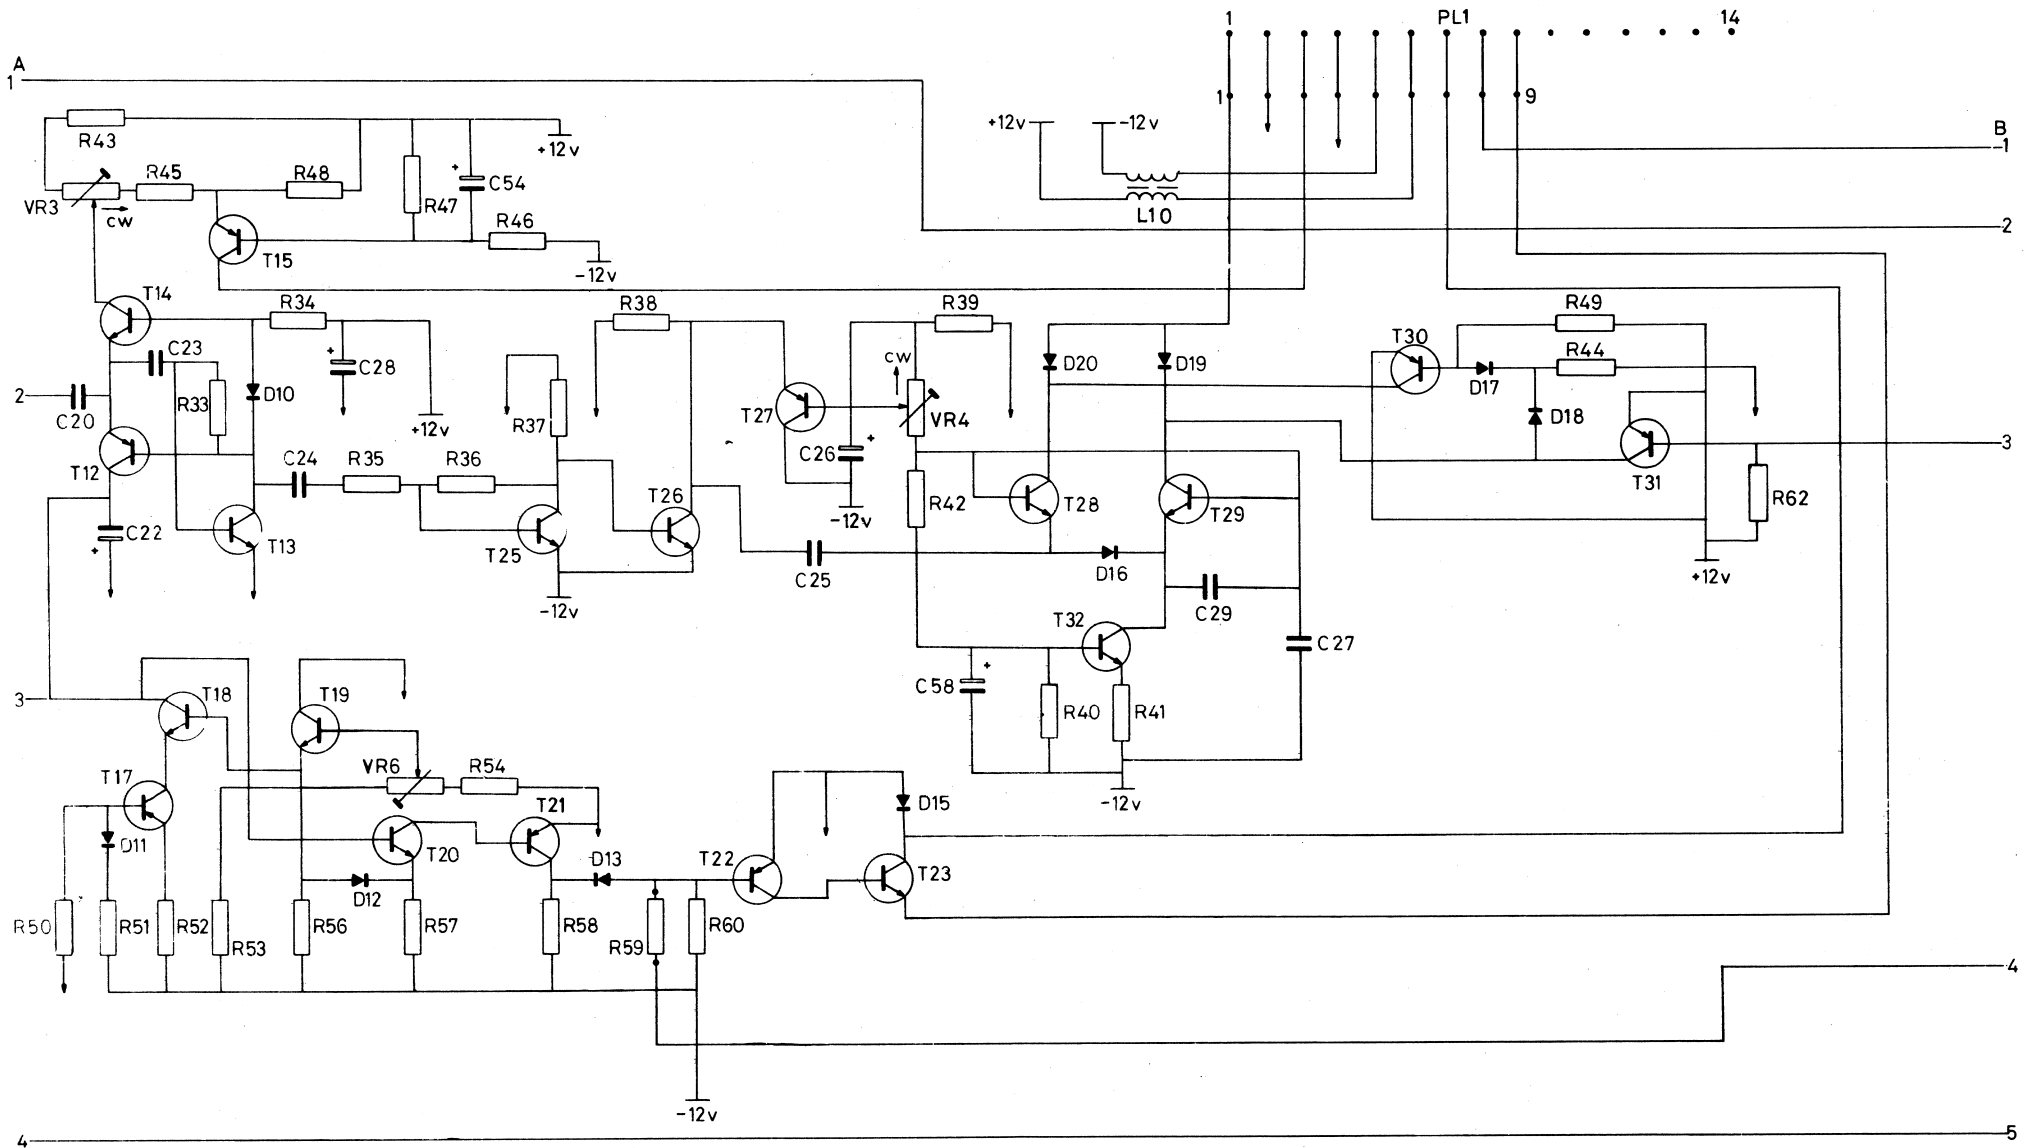 1 PL1 14
A
1
1 9
+12v -12v
B
1
R43
+12v
R45 R48
C54
VR3 cw
R47
R46
L10
2
T15
-12v
T14
R34 R38 R39 R49
C23
+
C28
cw
D20 D19
T30
R44
2
C20
R33
D10
R37
T27
VR4
D17
D18
+12v
C26
+
3
T12
C24 R35 R36
T26
-12v
R42
T28 T29
T31
R62
C22
+
T13
T25
C25
D16
+12v
-12v
C29
T32
C27
+
3
T18 T19
C58
R40 R41
T17
VR6 R54
-12v
D11
T21
D15
T20
D13
T22
T23
D12
R50 R51 R52 R53 R56 R57 R58 R59 R60
4
-12v
4 5